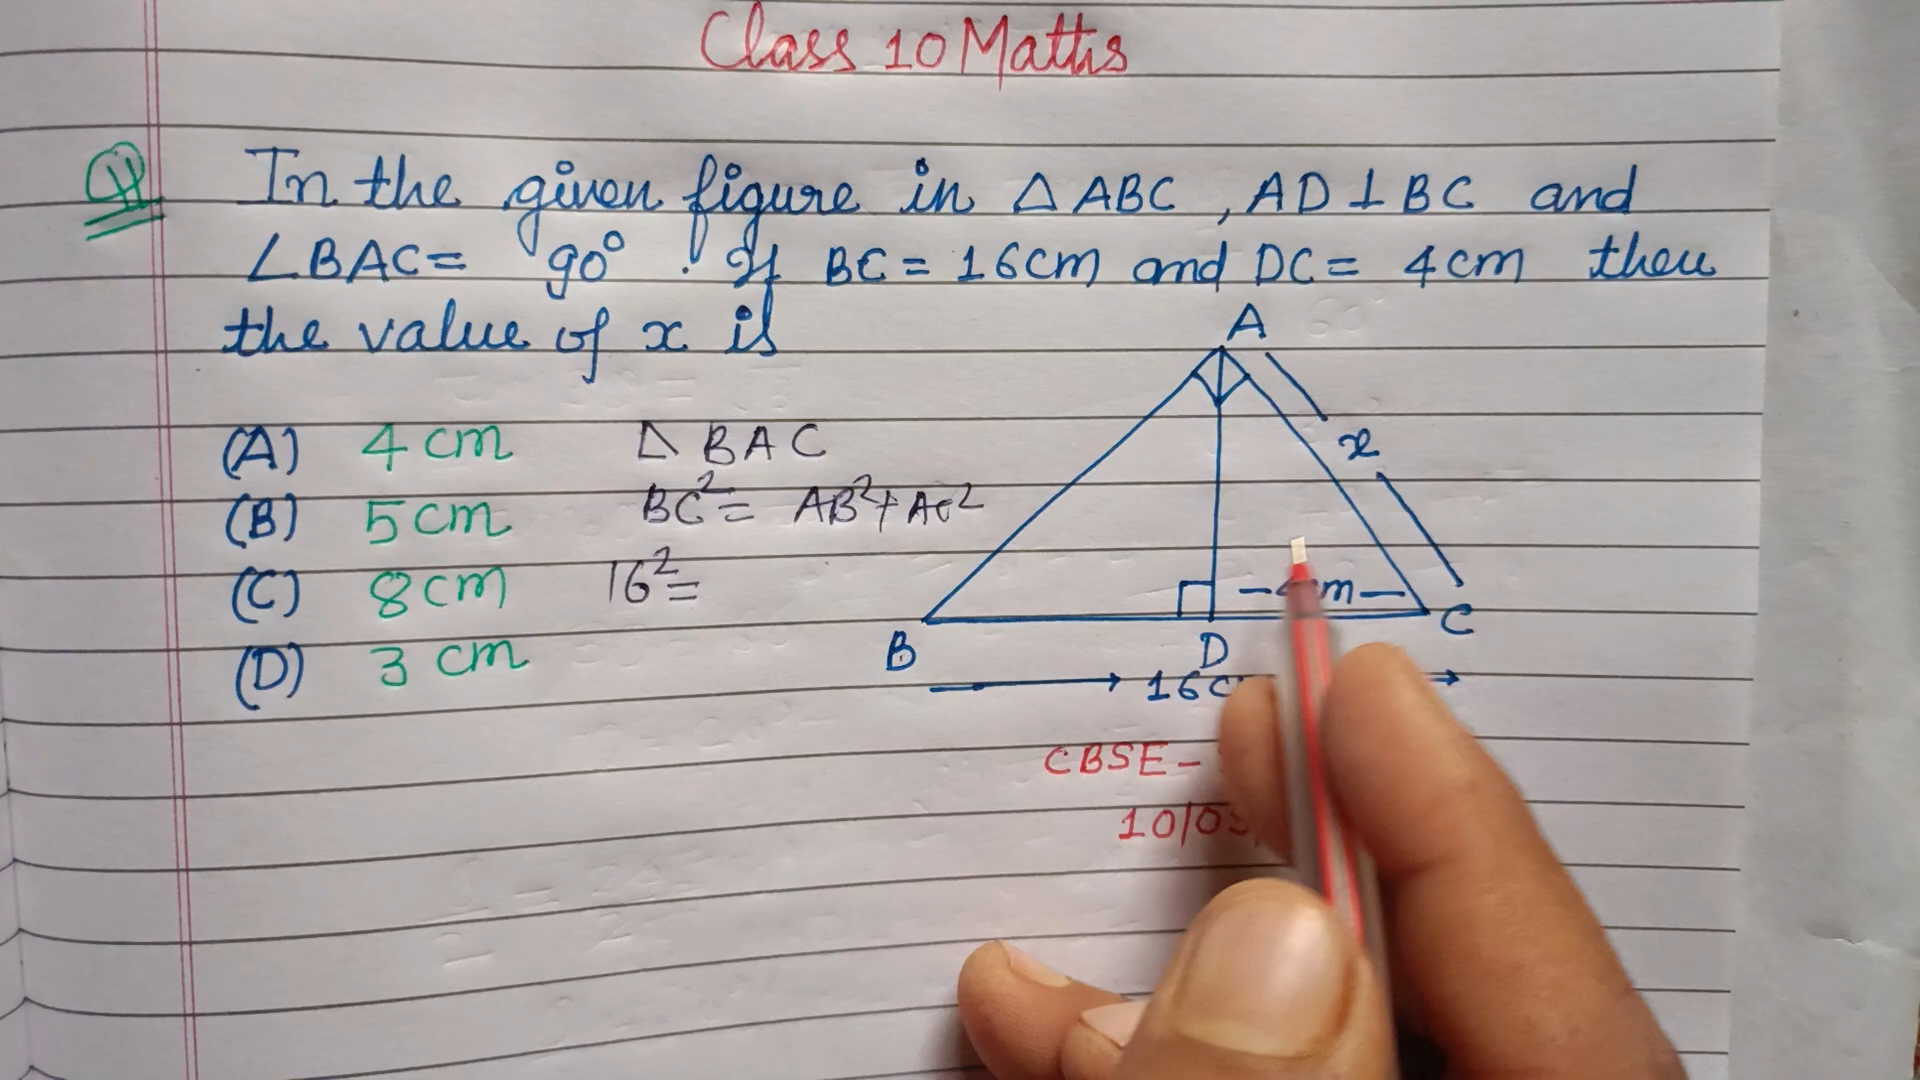 Class 10 Maths
Q In the given figure in △ ABC, AD⊥BC and
∠BAC= 90°. If BC = 16cm and DC = 4cm then
the value of x is
(A) 4 cm
(B) 5 cm
(C) 8 cm
(D) 3 cm
△ BAC
BC²= AB²+AC²
16²=
A
x
B
D
C
CBSE-